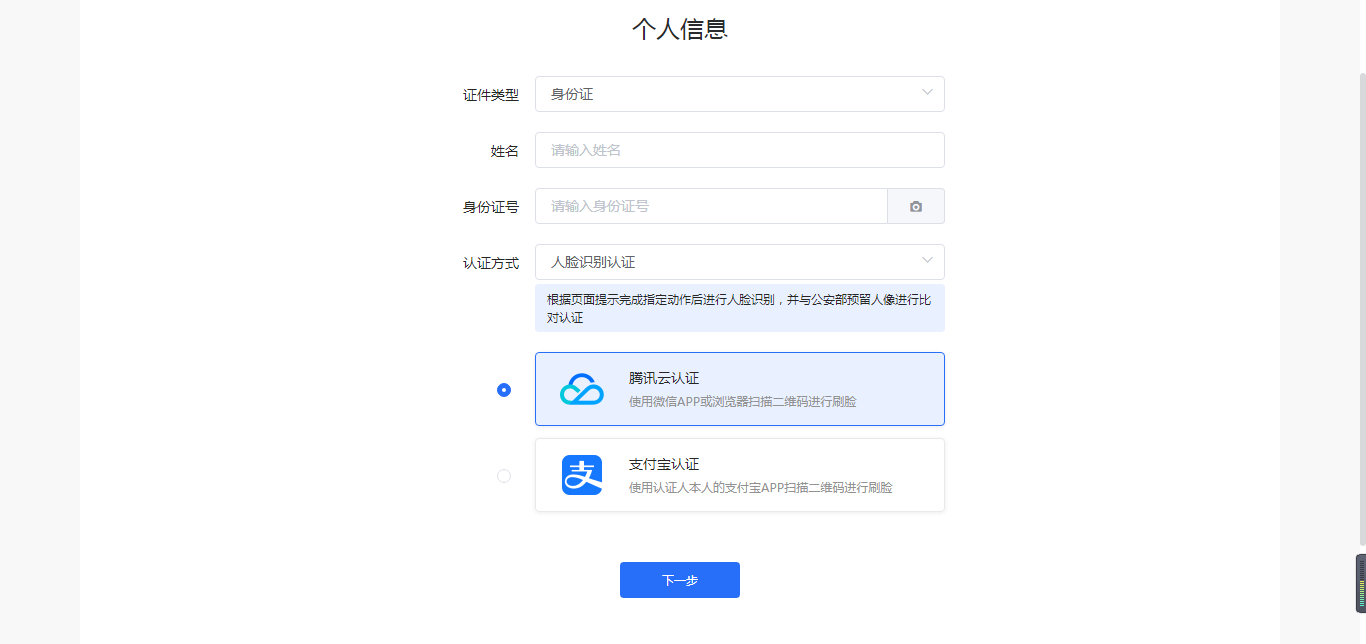 个人信息
证件类型
身份证
姓名
请输入姓名
身份证号
请输入身份证号
认证方式
人脸识别认证
根据页面提示完成指定动作后进行人脸识别，并与公安部预留人像进行比
对认证
腾讯云认证
使用微信APP或浏览器扫描二维码进行刷脸
支
支付宝认证
使用认证人本人的支付宝APP扫描二维码进行刷脸
下一步